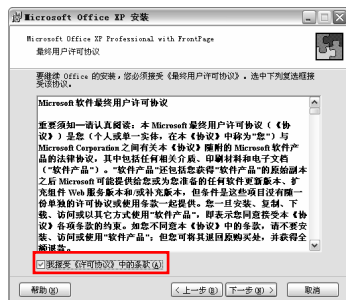 Microsoft Office XP 安装
Microsoft Office XP Professional with FrontPage
最终用户许可协议
要继续 Office 的安装，您必须接受《最终用户许可协议》。选中下列复选框接
受该协议。
Microsoft 软件最终用户许可协议
重要须知—请认真阅读：本 Microsoft 最终用户许可协议（《协
议》）是您（个人或单一实体，在本《协议》中称为“您”）与
Microsoft Corporation 之间有关本《协议》随附的 Microsoft 软件产
品的法律协议，其中包括任何相关介质、印刷材料和电子文档
（“软件产品”）。“软件产品”还包括您获得“软件产品”的原始副本
之后 Microsoft 可能提供给您或为您准备的任何软件更新版本、扩
充组件 Web 服务版本和/或补充版本，但条件是这些项目没有随一
份单独的许可协议或使用条款一起提供。您一旦安装、复制、下
载、访问或以其它方式使用“软件产品”，即表示您同意接受本《协
议》各项条款的约束。如您不同意本《协议》中的条款，请不要安
装、访问或使用“软件产品”；但您可将其退回原购买处，并获得全
额退款。
我接受《许可协议》中的条款(A)
帮助(H)
< 上一步(B)
下一步(N) >
取消